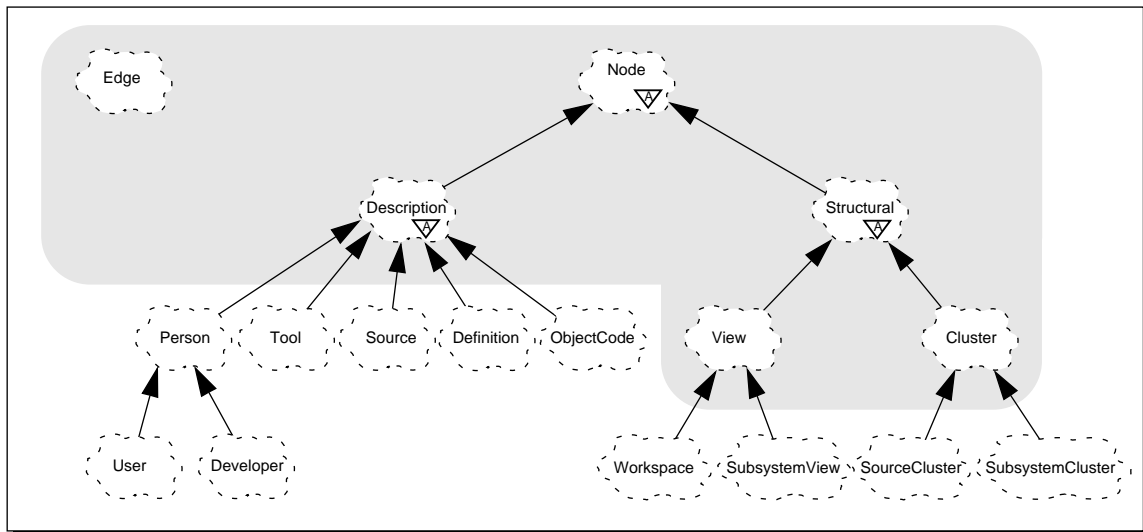 Edge
Node
A
Description
A
Structural
A
Person
Tool
Source
Definition
ObjectCode
View
Cluster
User
Developer
Workspace
SubsystemView
SourceCluster
SubsystemCluster